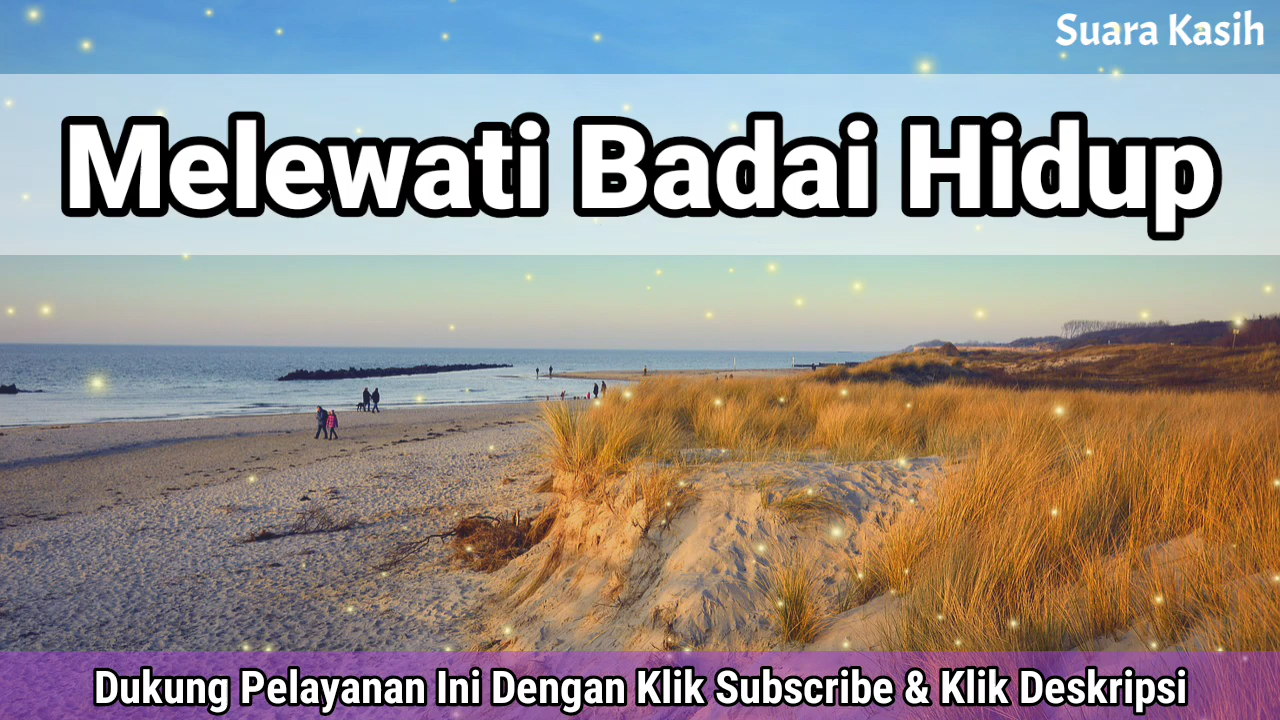 Suara Kasih
Melewati Badai Hidup
Dukung Pelayanan Ini Dengan Klik Subscribe & Klik Deskripsi